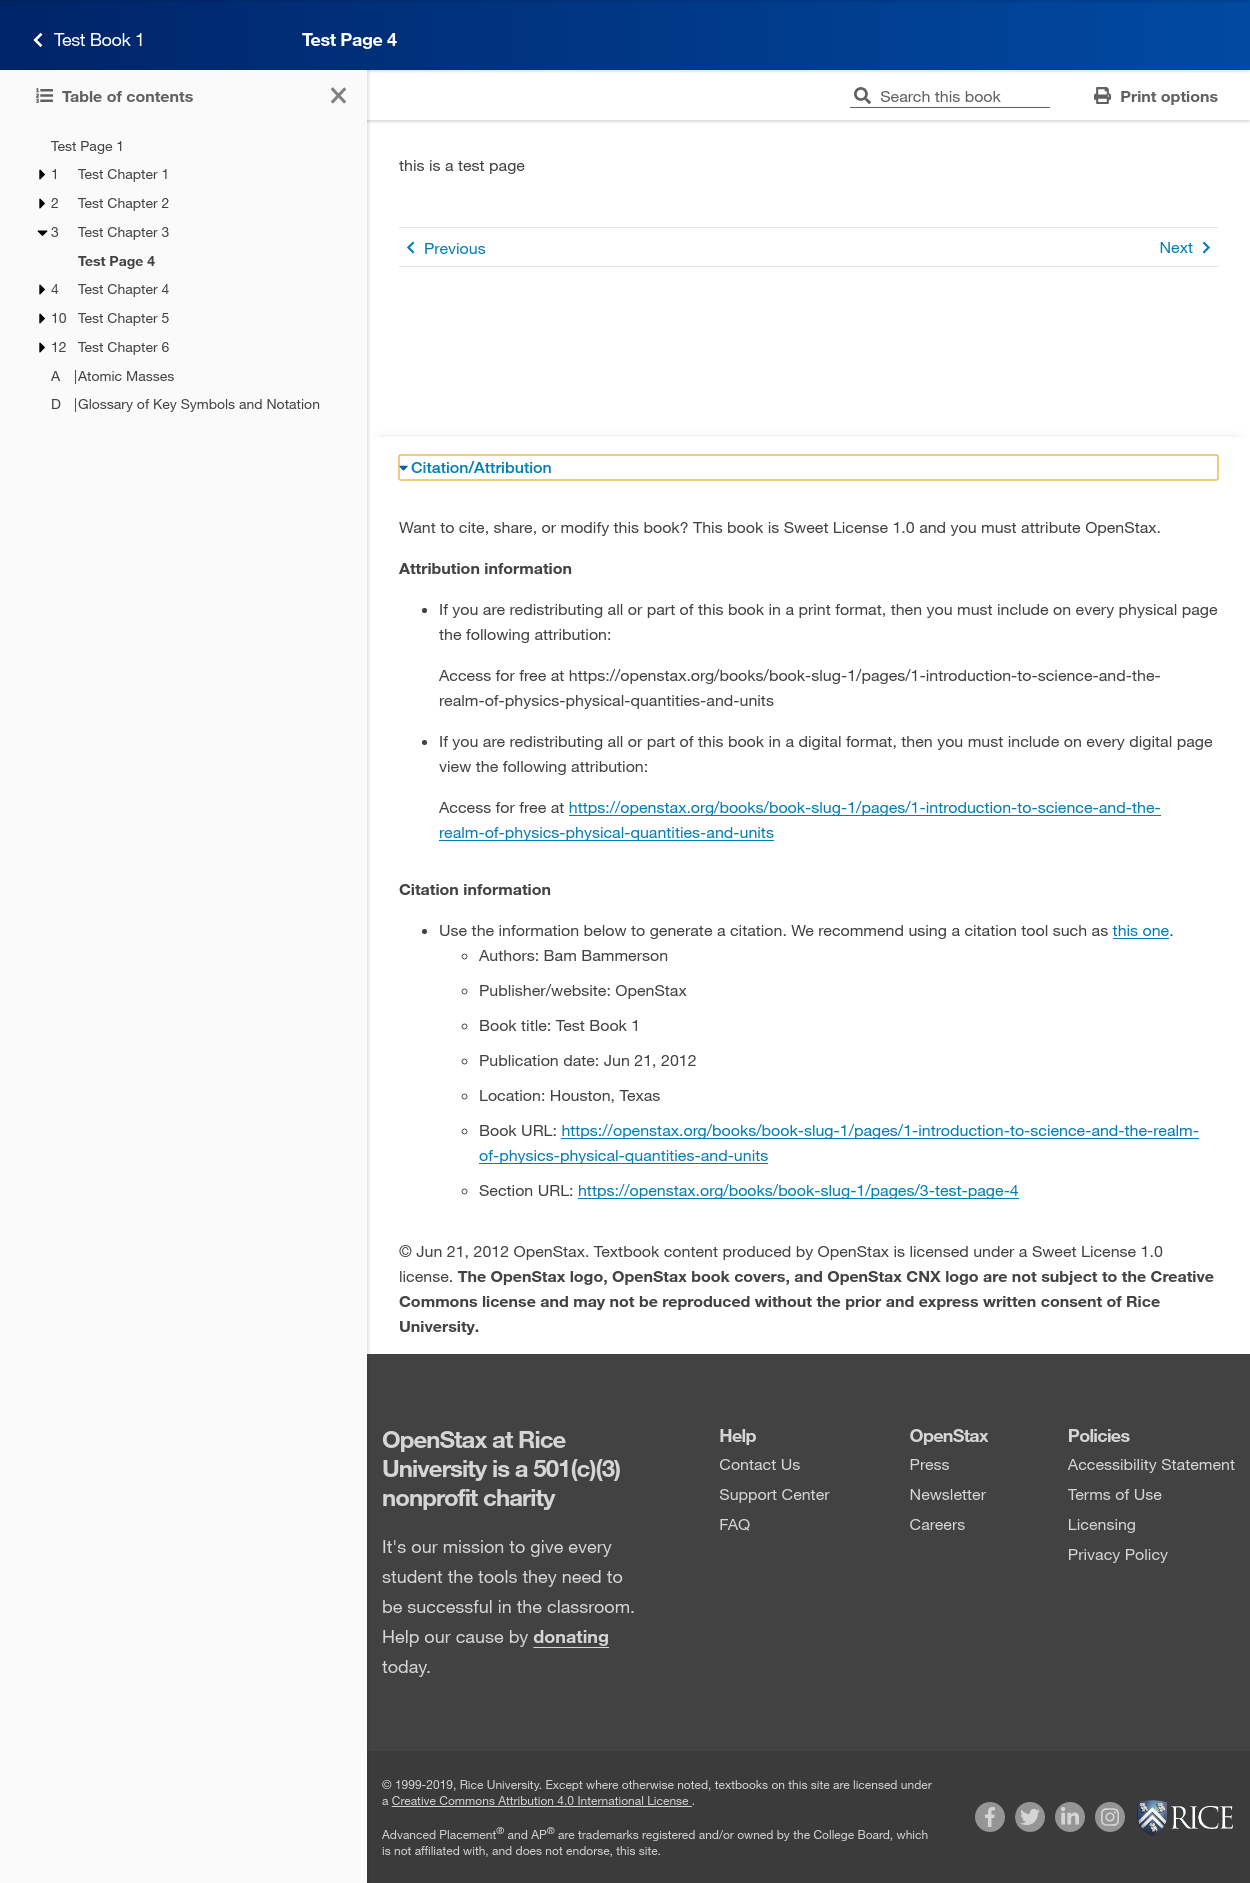 Test Book 1
Test Page 4
Table of contents
Search this book
Print options
Test Page 1
1 Test Chapter 1
2 Test Chapter 2
3 Test Chapter 3
Test Page 4
4 Test Chapter 4
10 Test Chapter 5
12 Test Chapter 6
A |Atomic Masses
D |Glossary of Key Symbols and Notation
this is a test page
Previous
Next
Citation/Attribution
Want to cite, share, or modify this book? This book is Sweet License 1.0 and you must attribute OpenStax.
Attribution information
If you are redistributing all or part of this book in a print format, then you must include on every physical page
the following attribution:
Access for free at https://openstax.org/books/book-slug-1/pages/1-introduction-to-science-and-the-
realm-of-physics-physical-quantities-and-units
If you are redistributing all or part of this book in a digital format, then you must include on every digital page
view the following attribution:
Access for free at https://openstax.org/books/book-slug-1/pages/1-introduction-to-science-and-the-
realm-of-physics-physical-quantities-and-units
Citation information
Use the information below to generate a citation. We recommend using a citation tool such as this one.
Authors: Bam Bammerson
Publisher/website: OpenStax
Book title: Test Book 1
Publication date: Jun 21, 2012
Location: Houston, Texas
Book URL: https://openstax.org/books/book-slug-1/pages/1-introduction-to-science-and-the-realm-
of-physics-physical-quantities-and-units
Section URL: https://openstax.org/books/book-slug-1/pages/3-test-page-4
© Jun 21, 2012 OpenStax. Textbook content produced by OpenStax is licensed under a Sweet License 1.0
license. The OpenStax logo, OpenStax book covers, and OpenStax CNX logo are not subject to the Creative
Commons license and may not be reproduced without the prior and express written consent of Rice
University.
OpenStax at Rice
University is a 501(c)(3)
nonprofit charity
It's our mission to give every
student the tools they need to
be successful in the classroom.
Help our cause by donating
today.
Help
Contact Us
Support Center
FAQ
OpenStax
Press
Newsletter
Careers
Policies
Accessibility Statement
Terms of Use
Licensing
Privacy Policy
© 1999-2019, Rice University. Except where otherwise noted, textbooks on this site are licensed under
a Creative Commons Attribution 4.0 International License .
Advanced Placement® and AP® are trademarks registered and/or owned by the College Board, which
is not affiliated with, and does not endorse, this site.
RICE